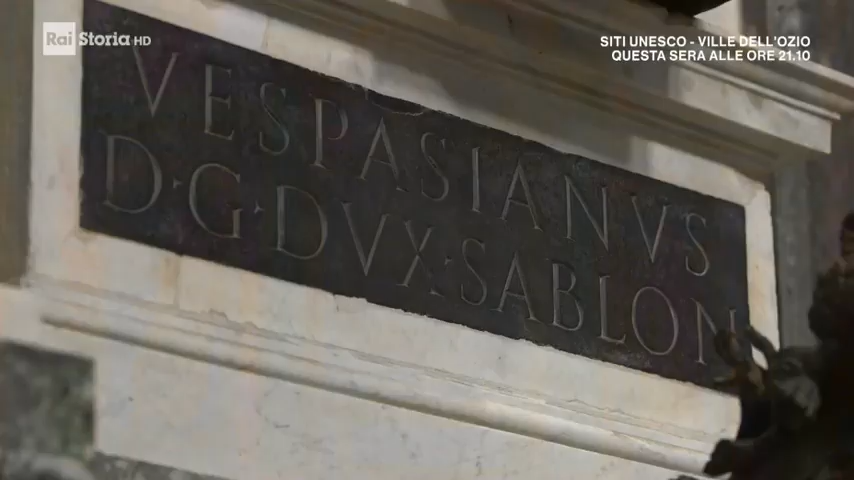 Rai Storia HD
SITI UNESCO - VILLE DELL'OZIO
QUESTA SERA ALLE ORE 21.10
VESPASIANVS
D·G·DVX·SABLON